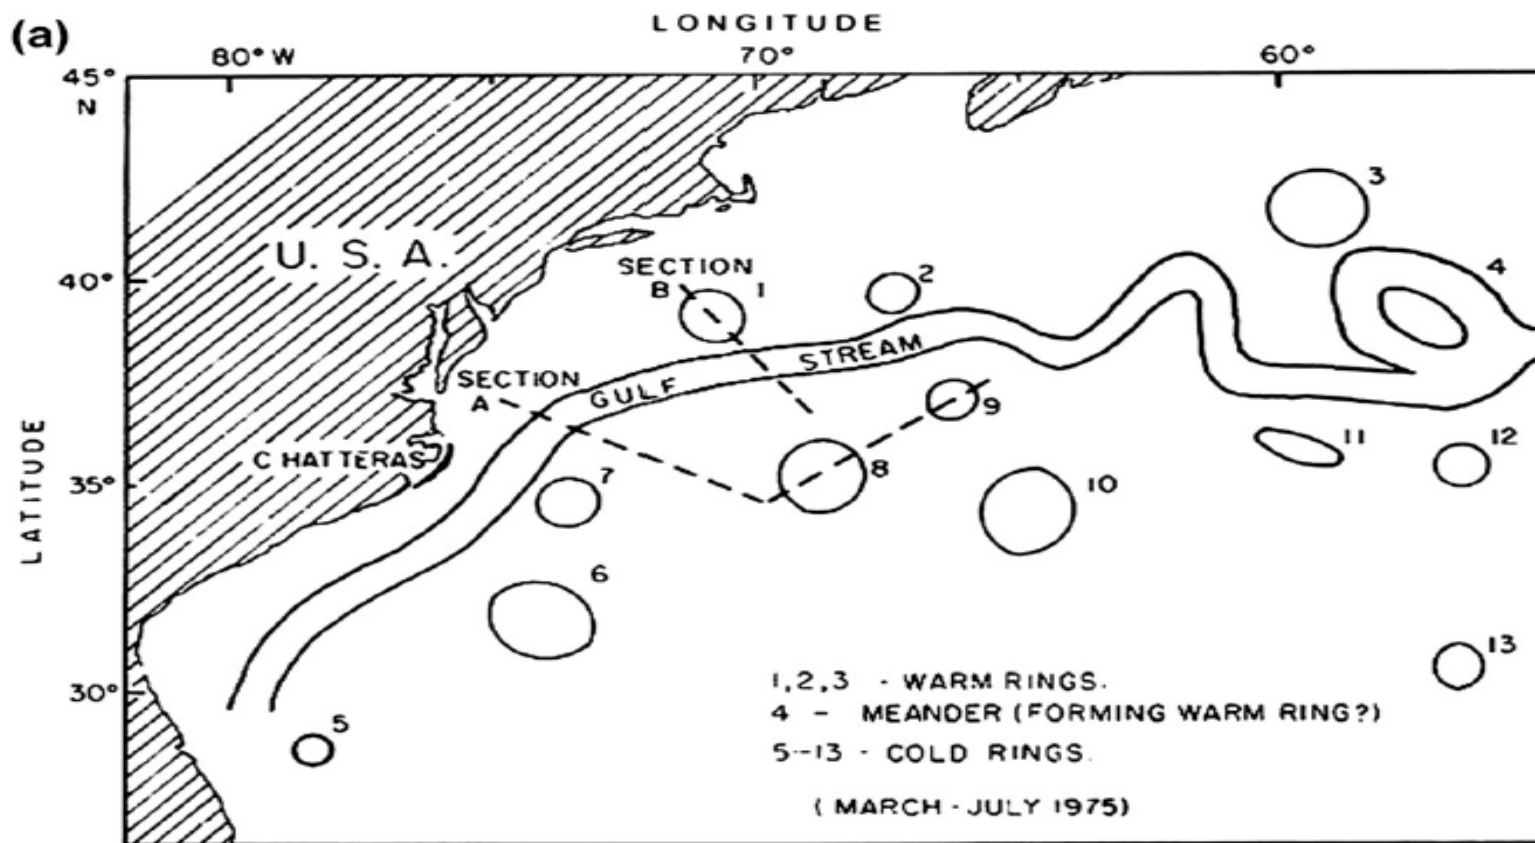 (a)
LONGITUDE
80° W 70° 60°
45°
N
3
U. S. A.
SECTION
B 1 2 4
40°
STREAM
SECTION
A
GULF
9
C HATTERAS
8
11 12
7
10
35°
LATITUDE
6
13
1,2,3 - WARM RINGS.
30°
4 - MEANDER (FORMING WARM RING?)
5
5--13 - COLD RINGS.
(MARCH - JULY 1975)